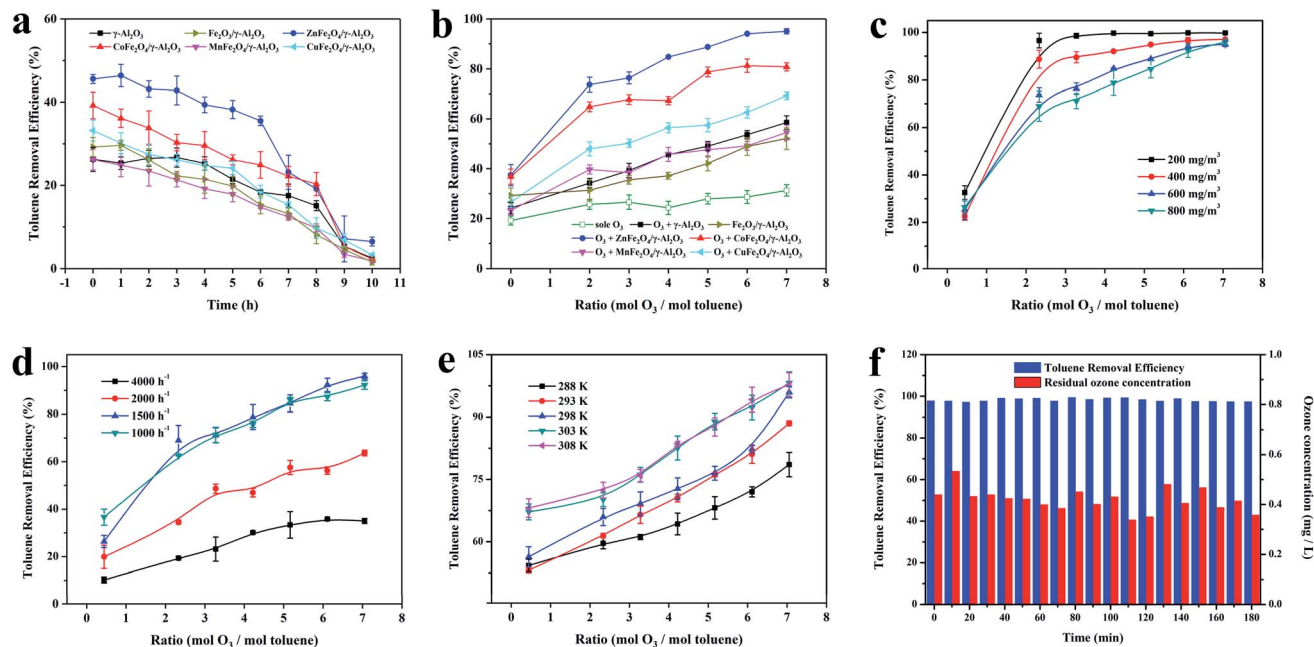 a
Toluene Removal Efficiency (%)
60
40
20
0
γ-Al₂O₃
Fe₂O₃/γ-Al₂O₃
ZnFe₂O₄/γ-Al₂O₃
CoFe₂O₄/γ-Al₂O₃
MnFe₂O₄/γ-Al₂O₃
CuFe₂O₄/γ-Al₂O₃
-1 0 1 2 3 4 5 6 7 8 9 10 11
Time (h)
b
Toluene Removal Efficiency (%)
100
80
60
40
20
0
sole O₃
O₃ + γ-Al₂O₃
Fe₂O₃/γ-Al₂O₃
O₃ + ZnFe₂O₄/γ-Al₂O₃
O₃ + CoFe₂O₄/γ-Al₂O₃
O₃ + MnFe₂O₄/γ-Al₂O₃
O₃ + CuFe₂O₄/γ-Al₂O₃
0 1 2 3 4 5 6 7 8
Ratio (mol O₃ / mol toluene)
c
Toluene Removal Efficiency (%)
100
80
60
40
20
0
200 mg/m³
400 mg/m³
600 mg/m³
800 mg/m³
0 1 2 3 4 5 6 7 8
Ratio (mol O₃ / mol toluene)
d
Toluene Removal Efficiency (%)
100
80
60
40
20
0
4000 h⁻¹
2000 h⁻¹
1500 h⁻¹
1000 h⁻¹
0 1 2 3 4 5 6 7 8
Ratio (mol O₃ / mol toluene)
e
Toluene Removal Efficiency (%)
105
90
75
60
288 K
293 K
298 K
303 K
308 K
0 1 2 3 4 5 6 7 8
Ratio (mol O₃ / mol toluene)
f
Toluene Removal Efficiency (%)
120
100
80
60
40
20
0
Toluene Removal Efficiency
Residual ozone concentration
1.0
0.8
0.6
0.4
0.2
0.0
Ozone concentration (mg / L)
0 20 40 60 80 100 120 140 160 180
Time (min)